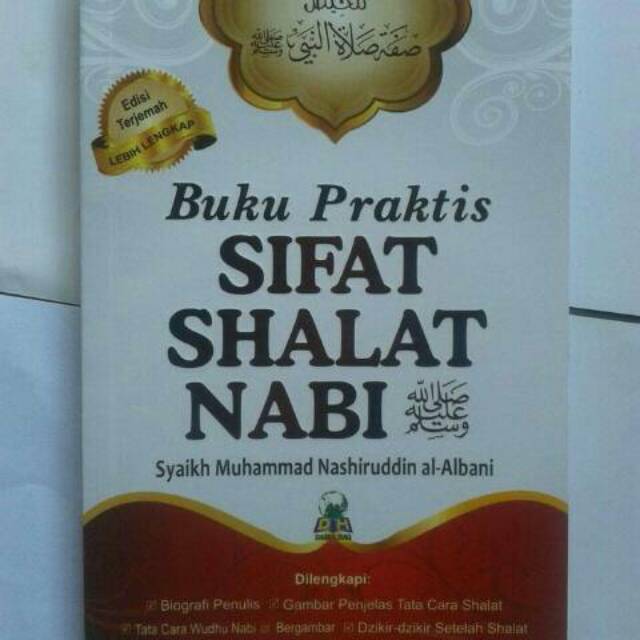 صفة صلاة النبي ﷺ
Edisi
Terjemah
LEBIH LENGKAP
Buku Praktis
SIFAT
SHALAT
NABI ﷺ
Syaikh Muhammad Nashiruddin al-Albani
Dilengkapi:
Biografi Penulis Gambar Penjelas Tata Cara Shalat
Tata Cara Wudhu Nabi Bergambar Dzikir-dzikir Setelah Shalat